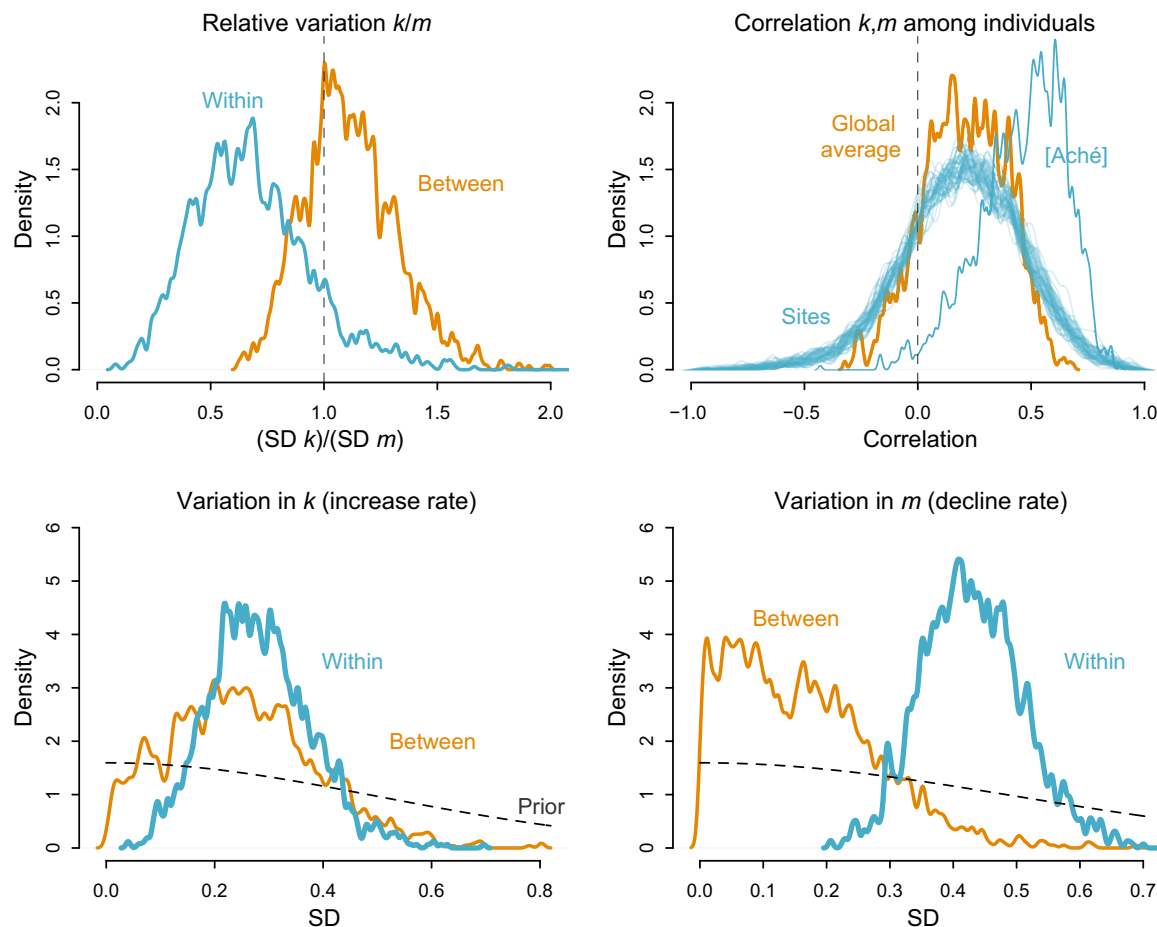 Relative variation k/m
Density
0.0 0.5 1.0 1.5 2.0
Within
Between
0.0 0.5 1.0 1.5 2.0
(SD k)/(SD m)
Correlation k,m among individuals
Density
0.0 0.5 1.0 1.5 2.0
Global
average
[Aché]
Sites
−1.0 −0.5 0.0 0.5 1.0
Correlation
Variation in k (increase rate)
Density
0 1 2 3 4 5 6
Within
Between
Prior
0.0 0.2 0.4 0.6 0.8
SD
Variation in m (decline rate)
Density
0 1 2 3 4 5 6
Between
Within
0.0 0.1 0.2 0.3 0.4 0.5 0.6 0.7
SD